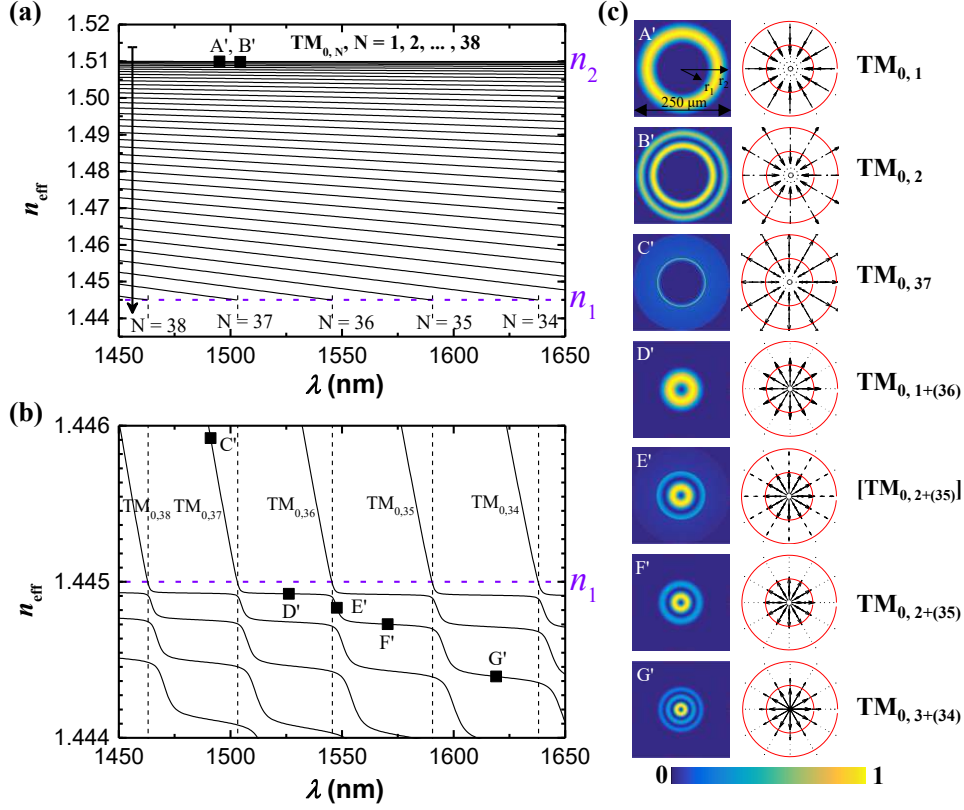 (a)
TM0,N, N = 1, 2, ... , 38
A', B'
n2
n1
neff
1.52
1.51
1.50
1.49
1.48
1.47
1.46
1.45
1.44
N = 38
N = 37
N = 36
N = 35
N = 34
1450
1500
1550
1600
1650
λ (nm)
(b)
neff
1.446
1.445
1.444
C'
TM0,38
TM0,37
TM0,36
TM0,35
TM0,34
n1
D'
E'
F'
G'
1450
1500
1550
1600
1650
λ (nm)
(c)
A'
r1
r2
250 μm
TM0, 1
B'
TM0, 2
C'
TM0, 37
D'
TM0, 1+(36)
E'
[TM0, 2+(35)]
F'
TM0, 2+(35)
G'
TM0, 3+(34)
0
1